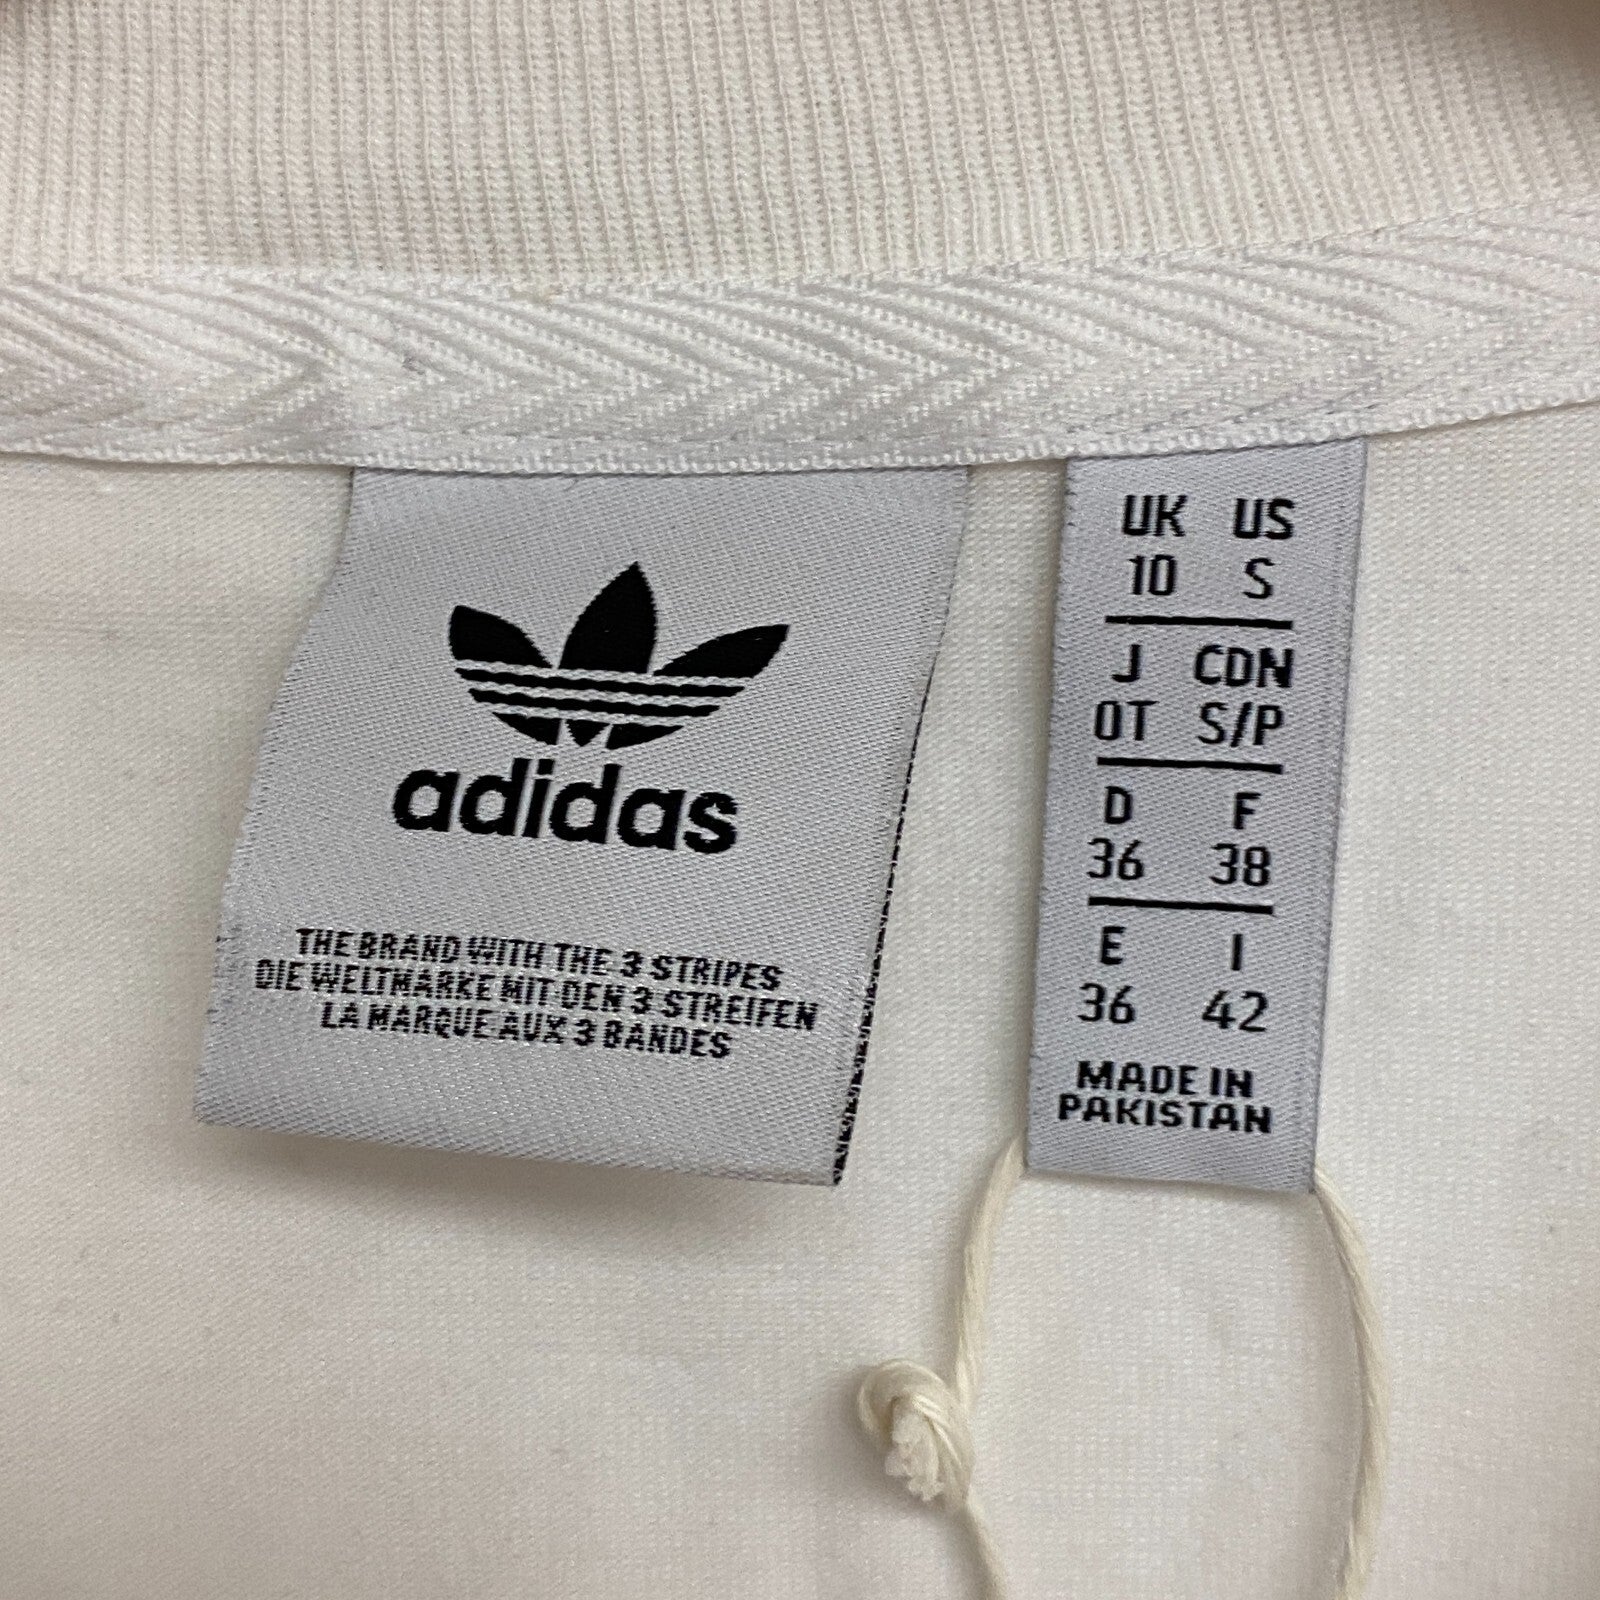 adidas
THE BRAND WITH THE 3 STRIPES
DIE WELTMARKE MIT DEN 3 STREIFEN
LA MARQUE AUX 3 BANDES
UK US
10 S
J CDN
OT S/P
D F
36 38
E I
36 42
MADE IN
PAKISTAN